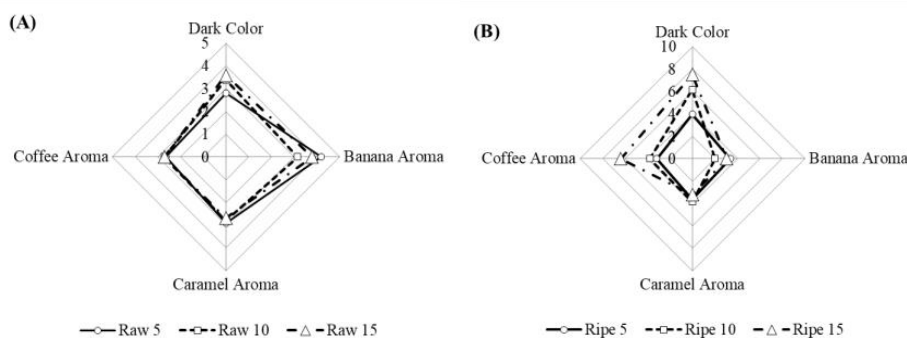 (A)
Dark Color
5
4
3
2
1
0
Coffee Aroma
Banana Aroma
Caramel Aroma
Raw 5 Raw 10 Raw 15
(B)
Dark Color
10
8
6
4
2
0
Coffee Aroma
Banana Aroma
Caramel Aroma
Ripe 5 Ripe 10 Ripe 15